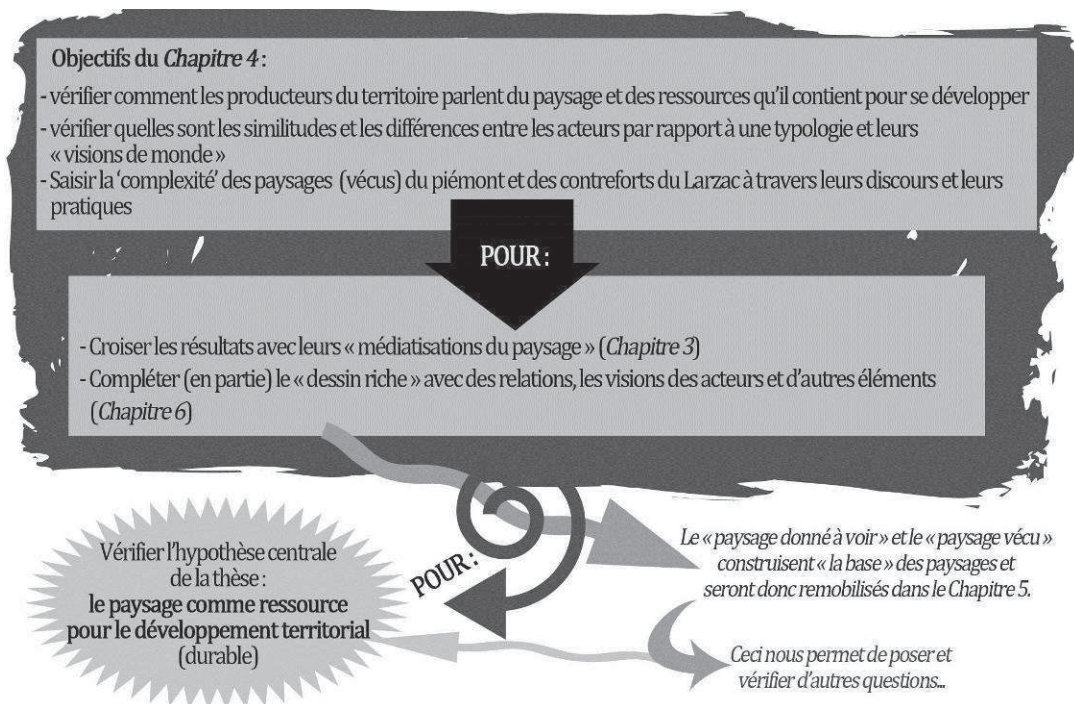 Objectifs du Chapitre 4 :
- vérifier comment les producteurs du territoire parlent du paysage et des ressources qu'il contient pour se développer
- vérifier quelles sont les similitudes et les différences entre les acteurs par rapport à une typologie et leurs
« visions de monde »
- Saisir la 'complexité' des paysages (vécus) du piémont et des contreforts du Larzac à travers leurs discours et leurs
pratiques
POUR :
- Croiser les résultats avec leurs « médiatisations du paysage » (Chapitre 3)
- Compléter (en partie) le « dessin riche » avec des relations, les visions des acteurs et d'autres éléments
(Chapitre 6)
Vérifier l'hypothèse centrale
de la thèse :
le paysage comme ressource
pour le développement territorial
(durable)
POUR :
Le « paysage donné à voir » et le « paysage vécu »
construisent « la base » des paysages et
seront donc remobilisés dans le Chapitre 5.
Ceci nous permet de poser et
vérifier d'autres questions...